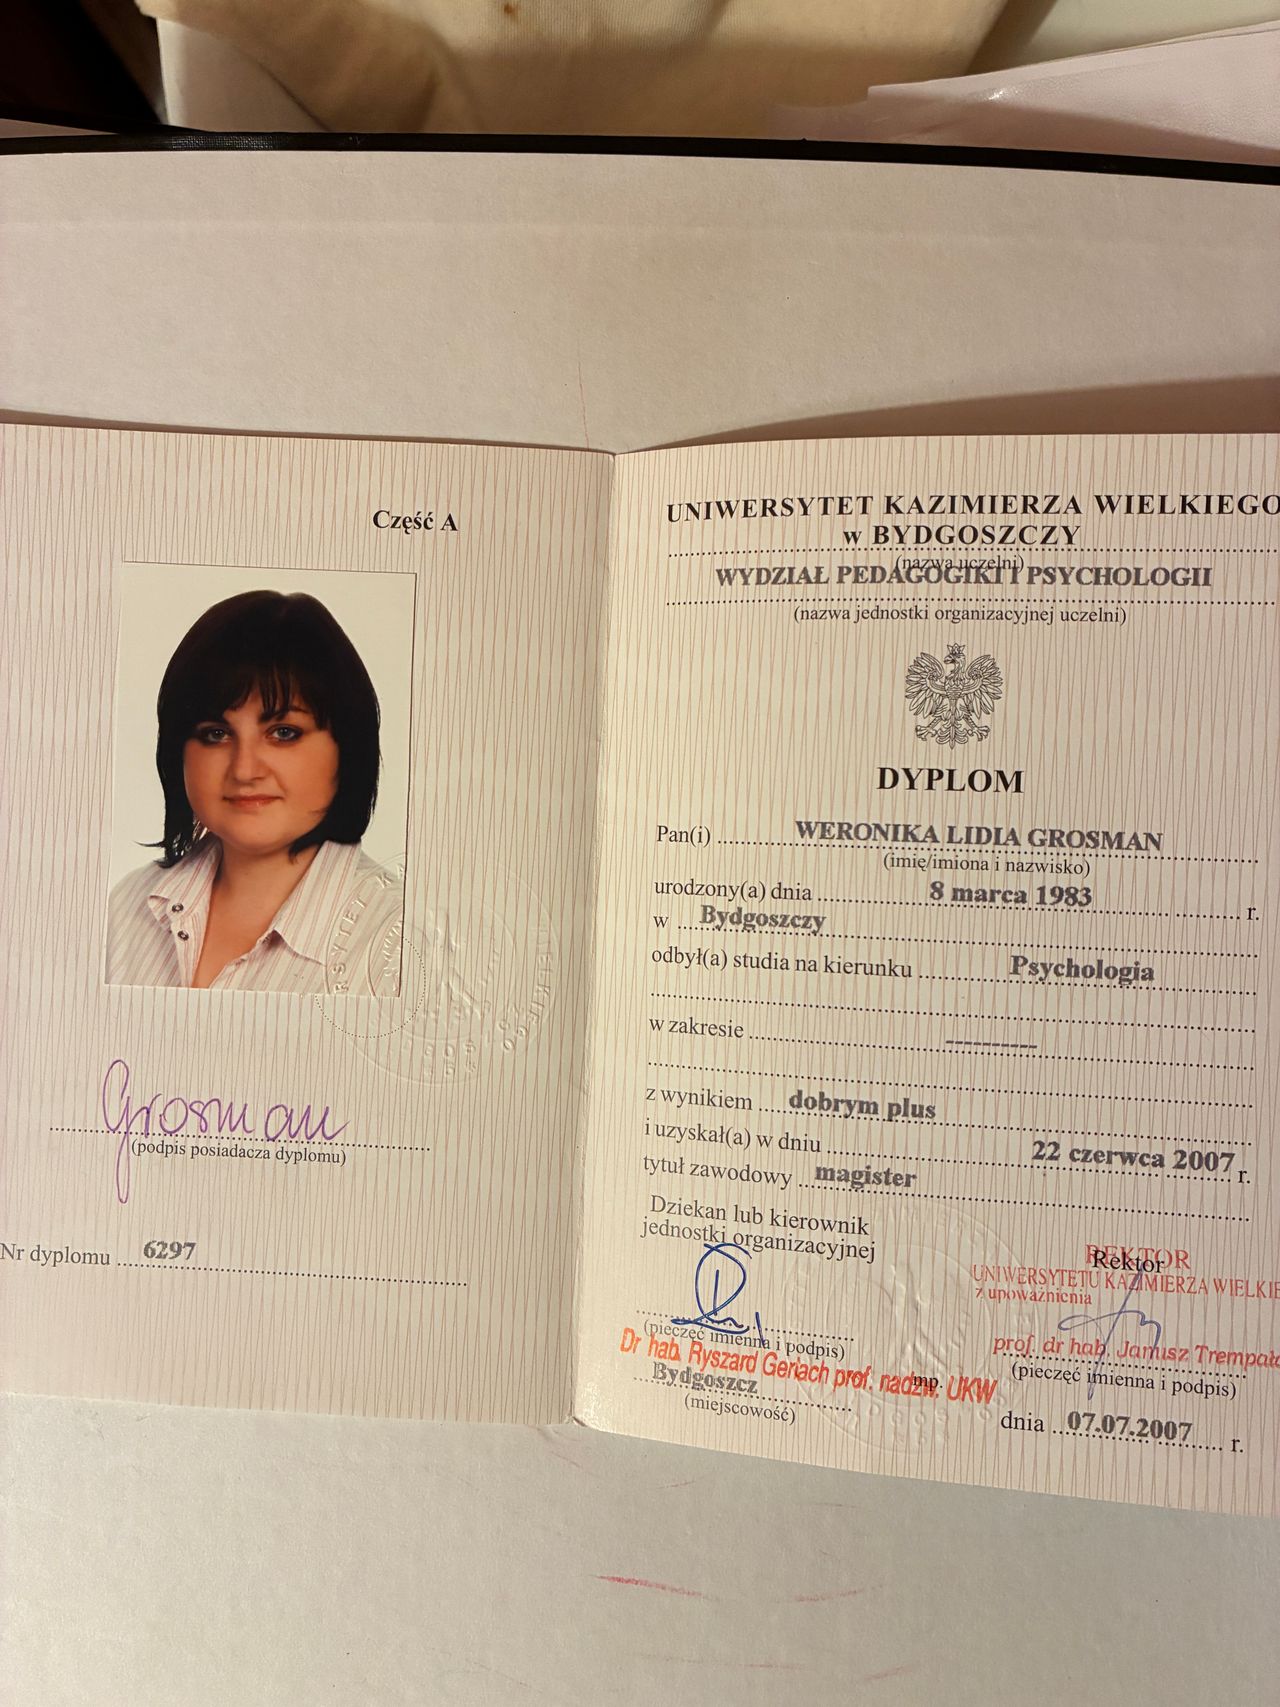 Część A
Grosman
(podpis posiadacza dyplomu)
Nr dyplomu 6297
UNIWERSYTET KAZIMIERZA WIELKIEGO
w BYDGOSZCZY
(nazwa uczelni)
WYDZIAŁ PEDAGOGIKI I PSYCHOLOGII
(nazwa jednostki organizacyjnej uczelni)
DYPLOM
Pan(i) WERONIKA LIDIA GROSMAN
(imię/imiona i nazwisko)
urodzony(a) dnia 8 marca 1983 r.
w Bydgoszczy
odbył(a) studia na kierunku Psychologia
w zakresie ----------
z wynikiem dobrym plus
i uzyskał(a) w dniu 22 czerwca 2007 r.
tytuł zawodowy magister
Dziekan lub kierownik
jednostki organizacyjnej
(pieczęć imienna i podpis)
Dr hab. Ryszard Gerlach prof. nadzw. UKW
Bydgoszcz
(miejscowość)
mp.
REKTOR
Rektor
UNIWERSYTETU KAZIMIERZA WIELKIE
z upoważnienia
prof. dr hab. Janusz Trempała
(pieczęć imienna i podpis)
dnia 07.07.2007 r.